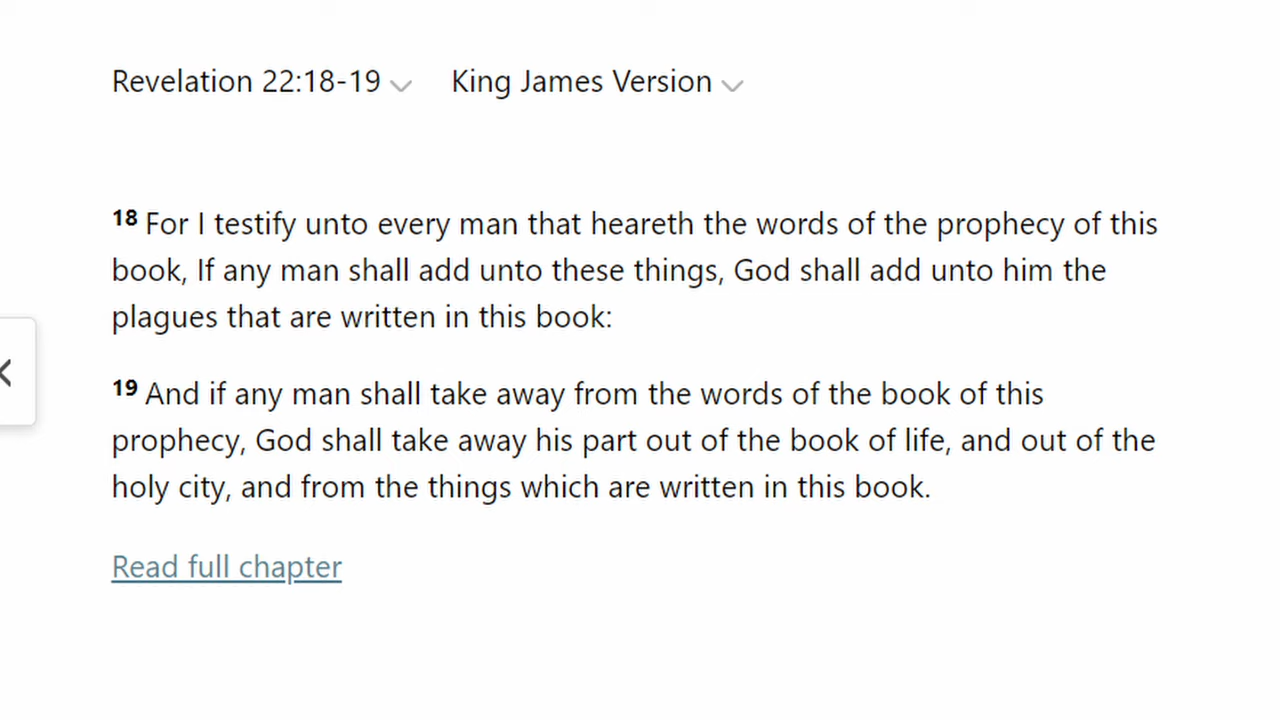 Revelation 22:18-19 King James Version
18 For I testify unto every man that heareth the words of the prophecy of this
book, If any man shall add unto these things, God shall add unto him the
plagues that are written in this book:
19 And if any man shall take away from the words of the book of this
prophecy, God shall take away his part out of the book of life, and out of the
holy city, and from the things which are written in this book.
Read full chapter